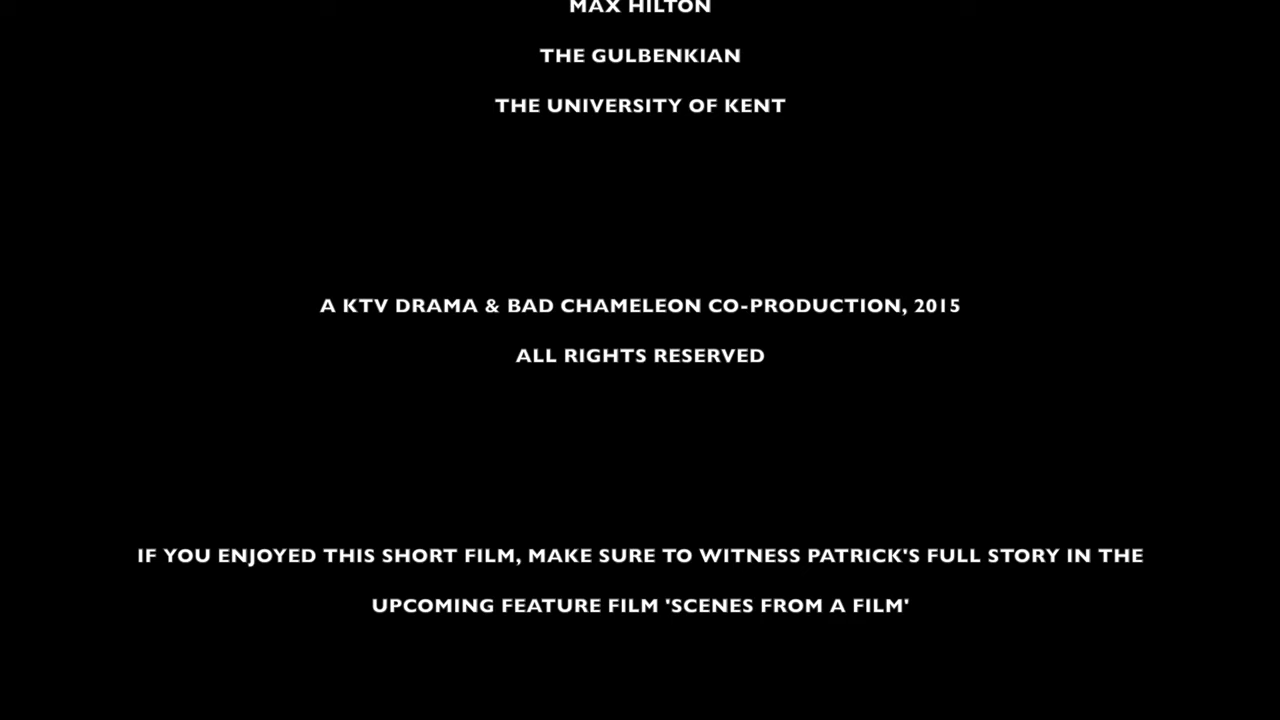 MAX HILTON
THE GULBENKIAN
THE UNIVERSITY OF KENT
A KTV DRAMA & BAD CHAMELEON CO-PRODUCTION, 2015
ALL RIGHTS RESERVED
IF YOU ENJOYED THIS SHORT FILM, MAKE SURE TO WITNESS PATRICK'S FULL STORY IN THE
UPCOMING FEATURE FILM 'SCENES FROM A FILM'